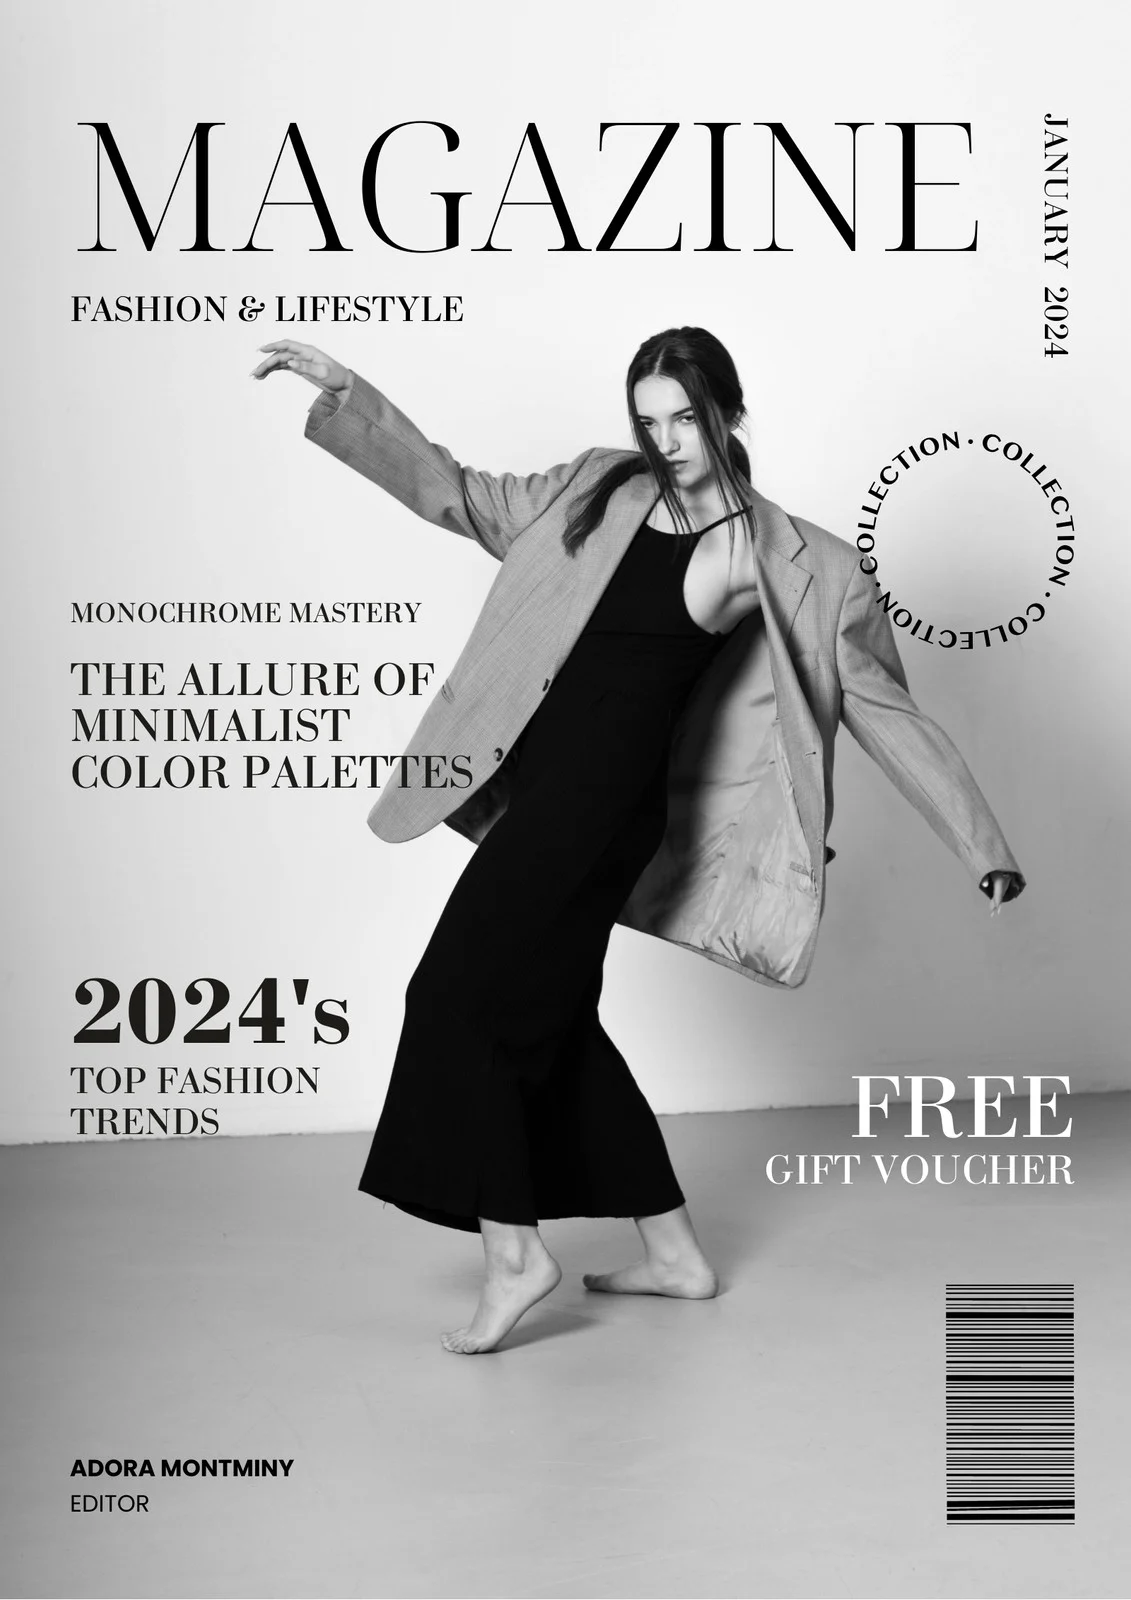 MAGAZINE
JANUARY 2024
FASHION & LIFESTYLE
COLLECTION · COLLECTION · COLLECTION ·
MONOCHROME MASTERY
THE ALLURE OF
MINIMALIST
COLOR PALETTES
2024's
TOP FASHION
TRENDS
FREE
GIFT VOUCHER
ADORA MONTMINY
EDITOR